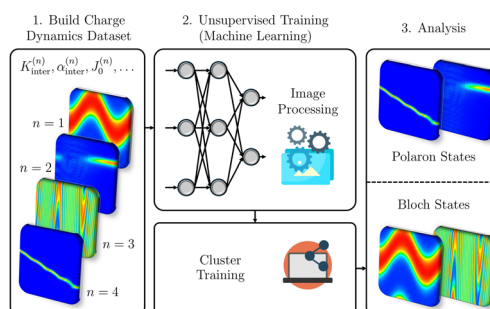 1. Build Charge
Dynamics Dataset
K_inter^(n), α_inter^(n), J_0^(n), ...
n = 1
n = 2
n = 3
n = 4
2. Unsupervised Training
(Machine Learning)
Image
Processing
Cluster
Training
3. Analysis
Polaron States
Bloch States